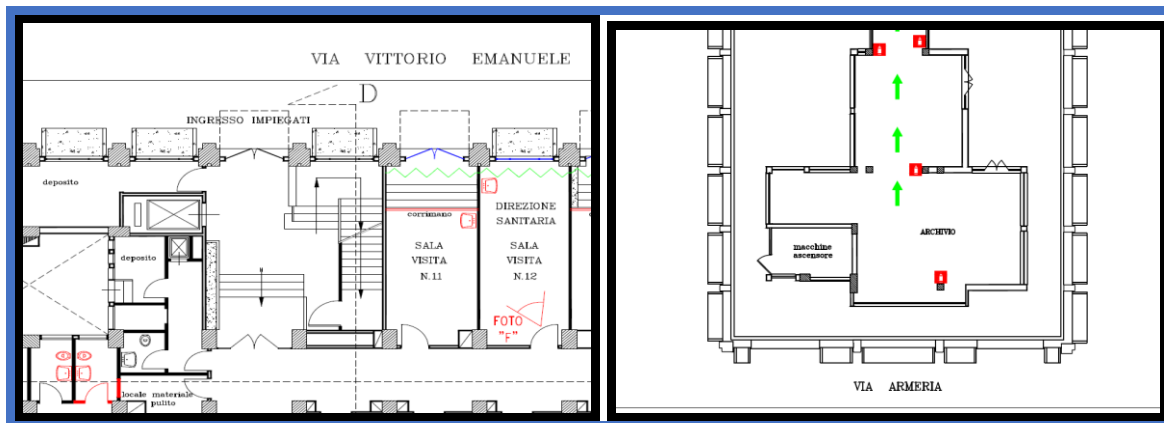 VIA VITTORIO EMANUELE
D
INGRESSO IMPIEGATI
deposito
corrimano
DIREZIONE
SANITARIA
SALA
VISITA
N.11
SALA
VISITA
N.12
deposito
FOTO
"F"
locale materiale
pulito
ARCHIVIO
macchine
ascensore
VIA ARMERIA